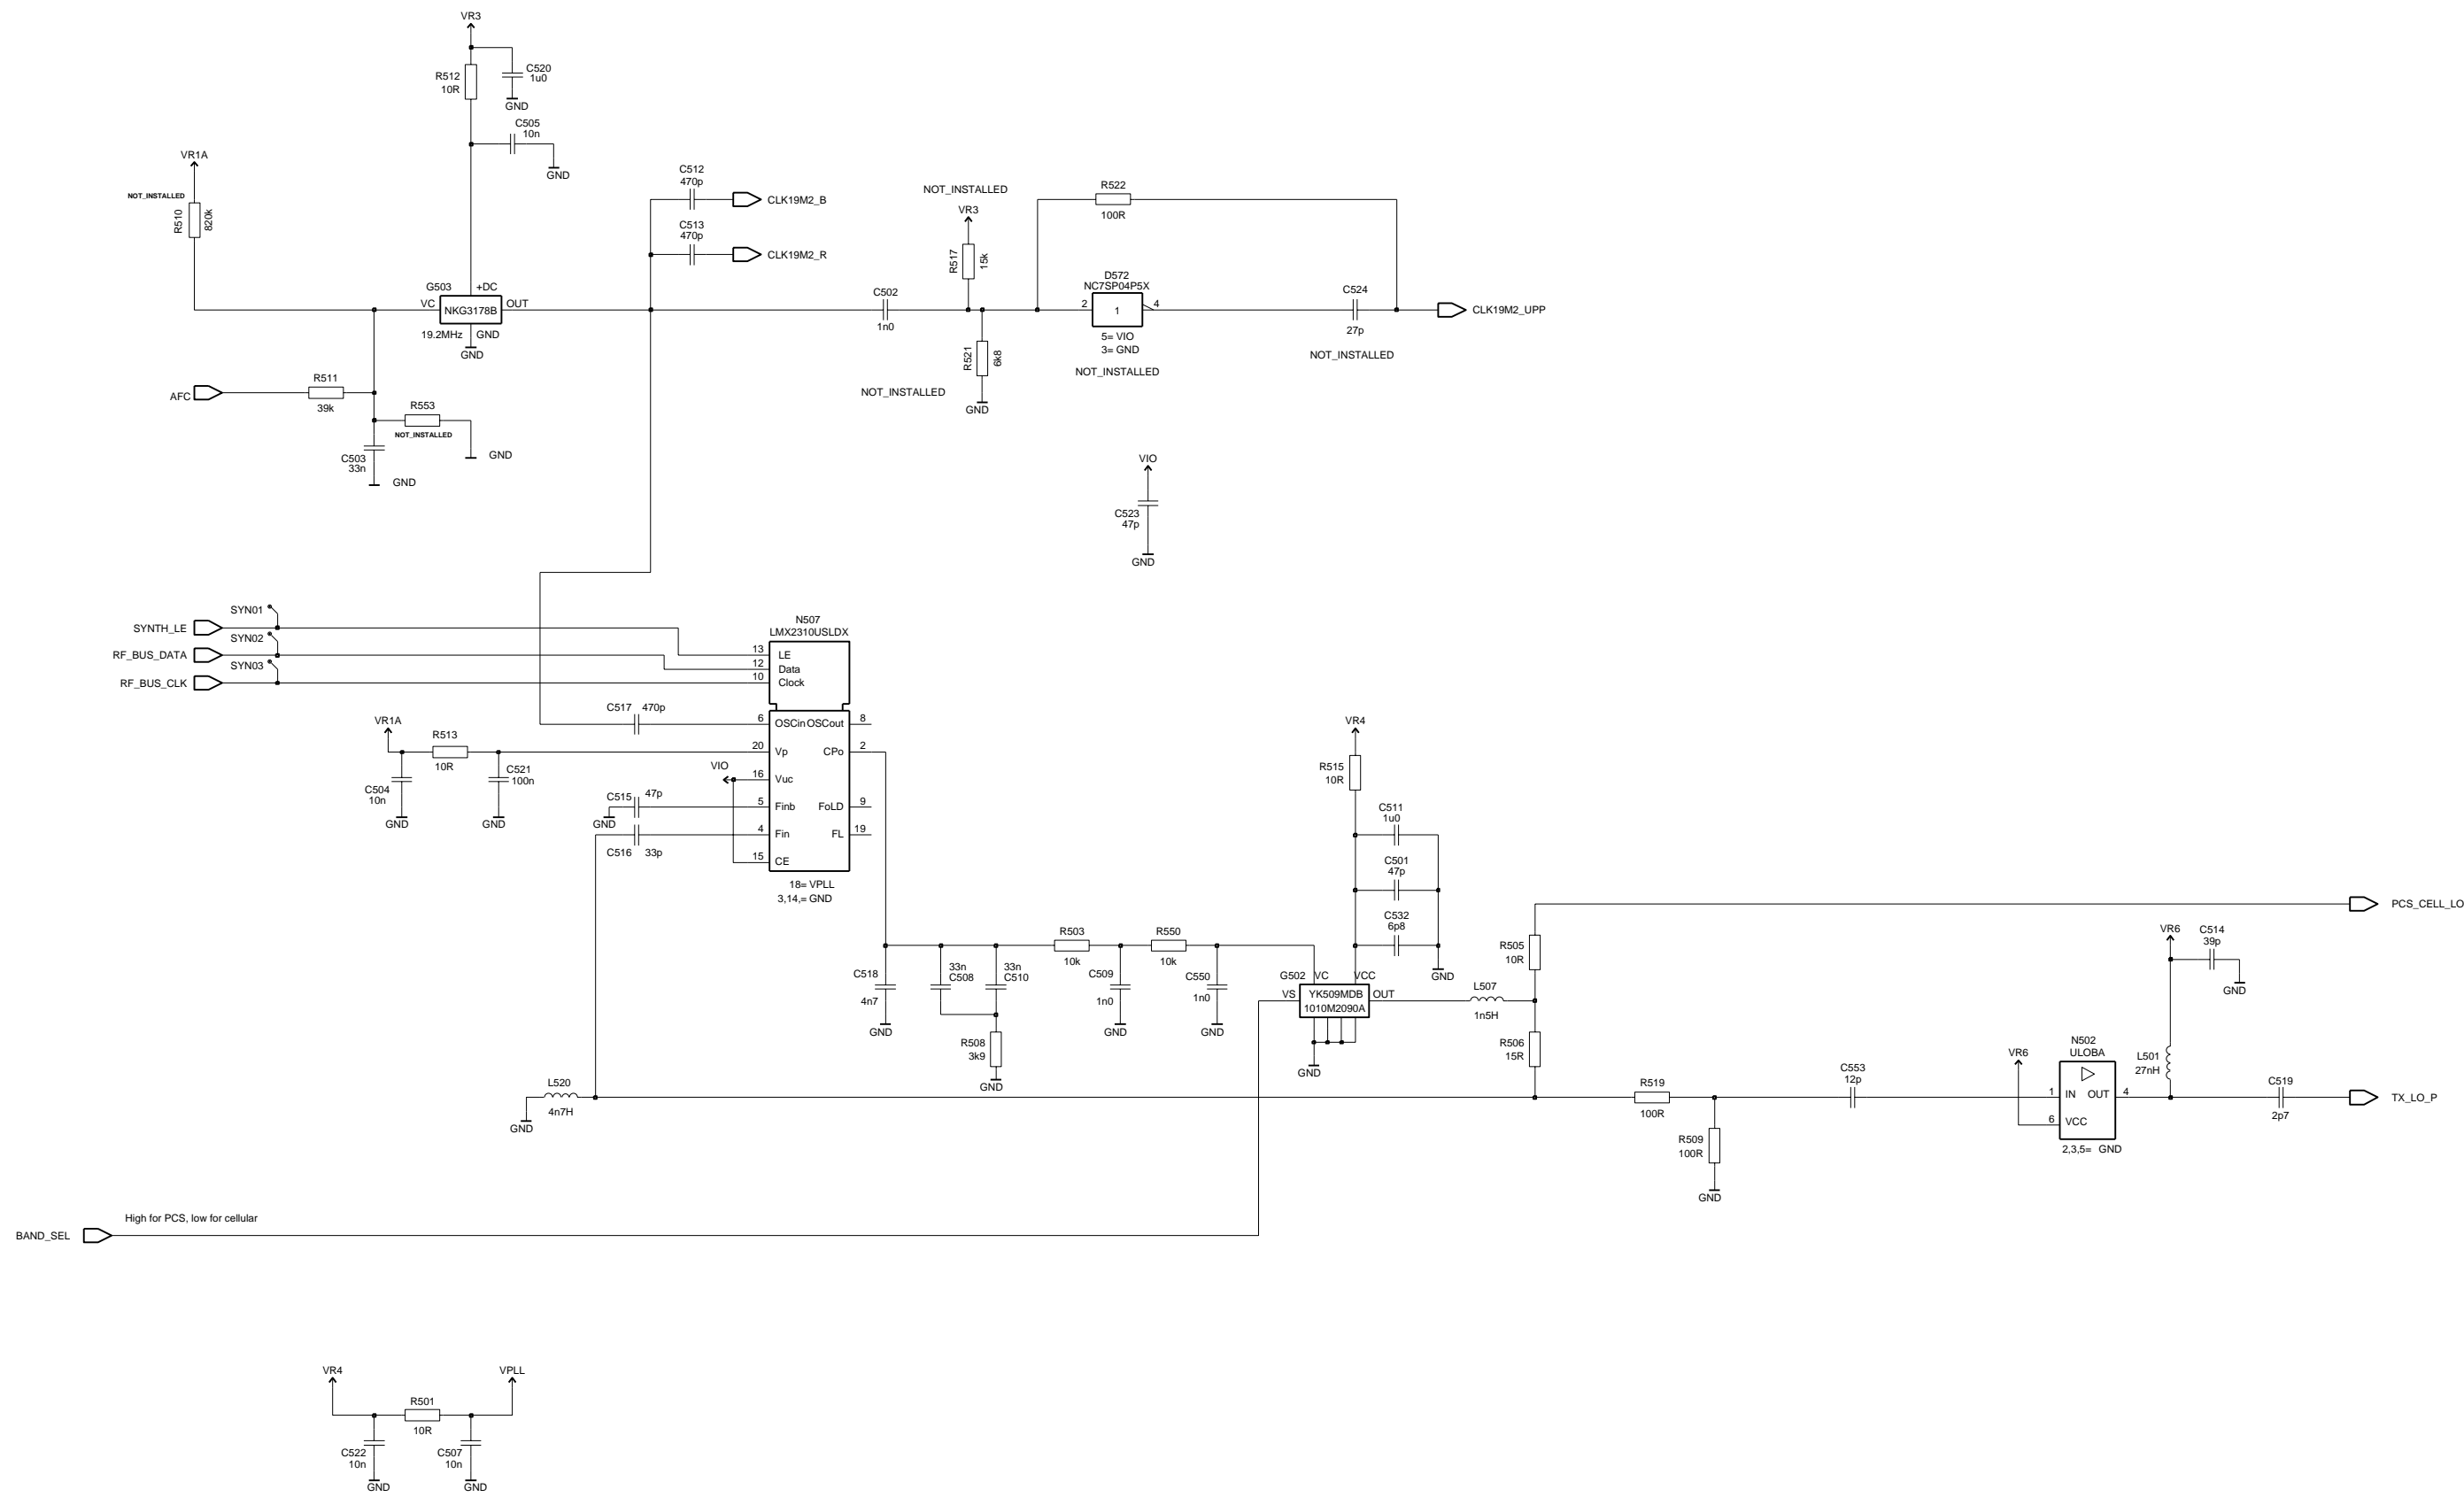 VR3
R512
10R
C520
1u0
GND
C505
10n
GND
VR1A
NOT_INSTALLED
R510
820k
C512
470p
CLK19M2_B
C513
470p
CLK19M2_R
NOT_INSTALLED
VR3
R517
15k
R522
100R
G503
+DC
VC
NKG3178B
OUT
19.2MHz
GND
GND
C502
1n0
D572
NC7SP04P5X
2
1
4
5= VIO
3= GND
NOT_INSTALLED
C524
27p
NOT_INSTALLED
CLK19M2_UPP
R521
6k8
NOT_INSTALLED
GND
AFC
R511
39k
R553
NOT_INSTALLED
GND
C503
33n
GND
VIO
C523
47p
GND
SYN01
SYNTH_LE
SYN02
RF_BUS_DATA
SYN03
RF_BUS_CLK
N507
LMX2310USLDX
13
LE
12
Data
10
Clock
C517
470p
6
OSCin
OSCout
8
VR1A
R513
10R
20
Vp
CPo
2
C504
10n
GND
C521
100n
GND
VIO
16
Vuc
C515
47p
GND
5
Finb
FoLD
9
4
Fin
FL
19
C516
33p
15
CE
18= VPLL
3,14,= GND
VR4
R515
10R
C511
1u0
C501
47p
C532
6p8
GND
PCS_CELL_LO
C518
4n7
GND
33n
C508
33n
C510
R508
3k9
GND
R503
10k
C509
1n0
GND
R550
10k
C550
1n0
GND
G502
VC
VCC
VS
YK509MDB
OUT
1010M2090A
GND
L507
1n5H
R505
10R
R506
15R
VR6
C514
39p
GND
L501
27nH
N502
ULOBA
VR6
1
IN
OUT
4
6
VCC
2,3,5= GND
C519
2p7
TX_LO_P
L520
4n7H
GND
R519
100R
R509
100R
GND
C553
12p
High for PCS, low for cellular
BAND_SEL
VR4
VPLL
R501
10R
C522
10n
GND
C507
10n
GND